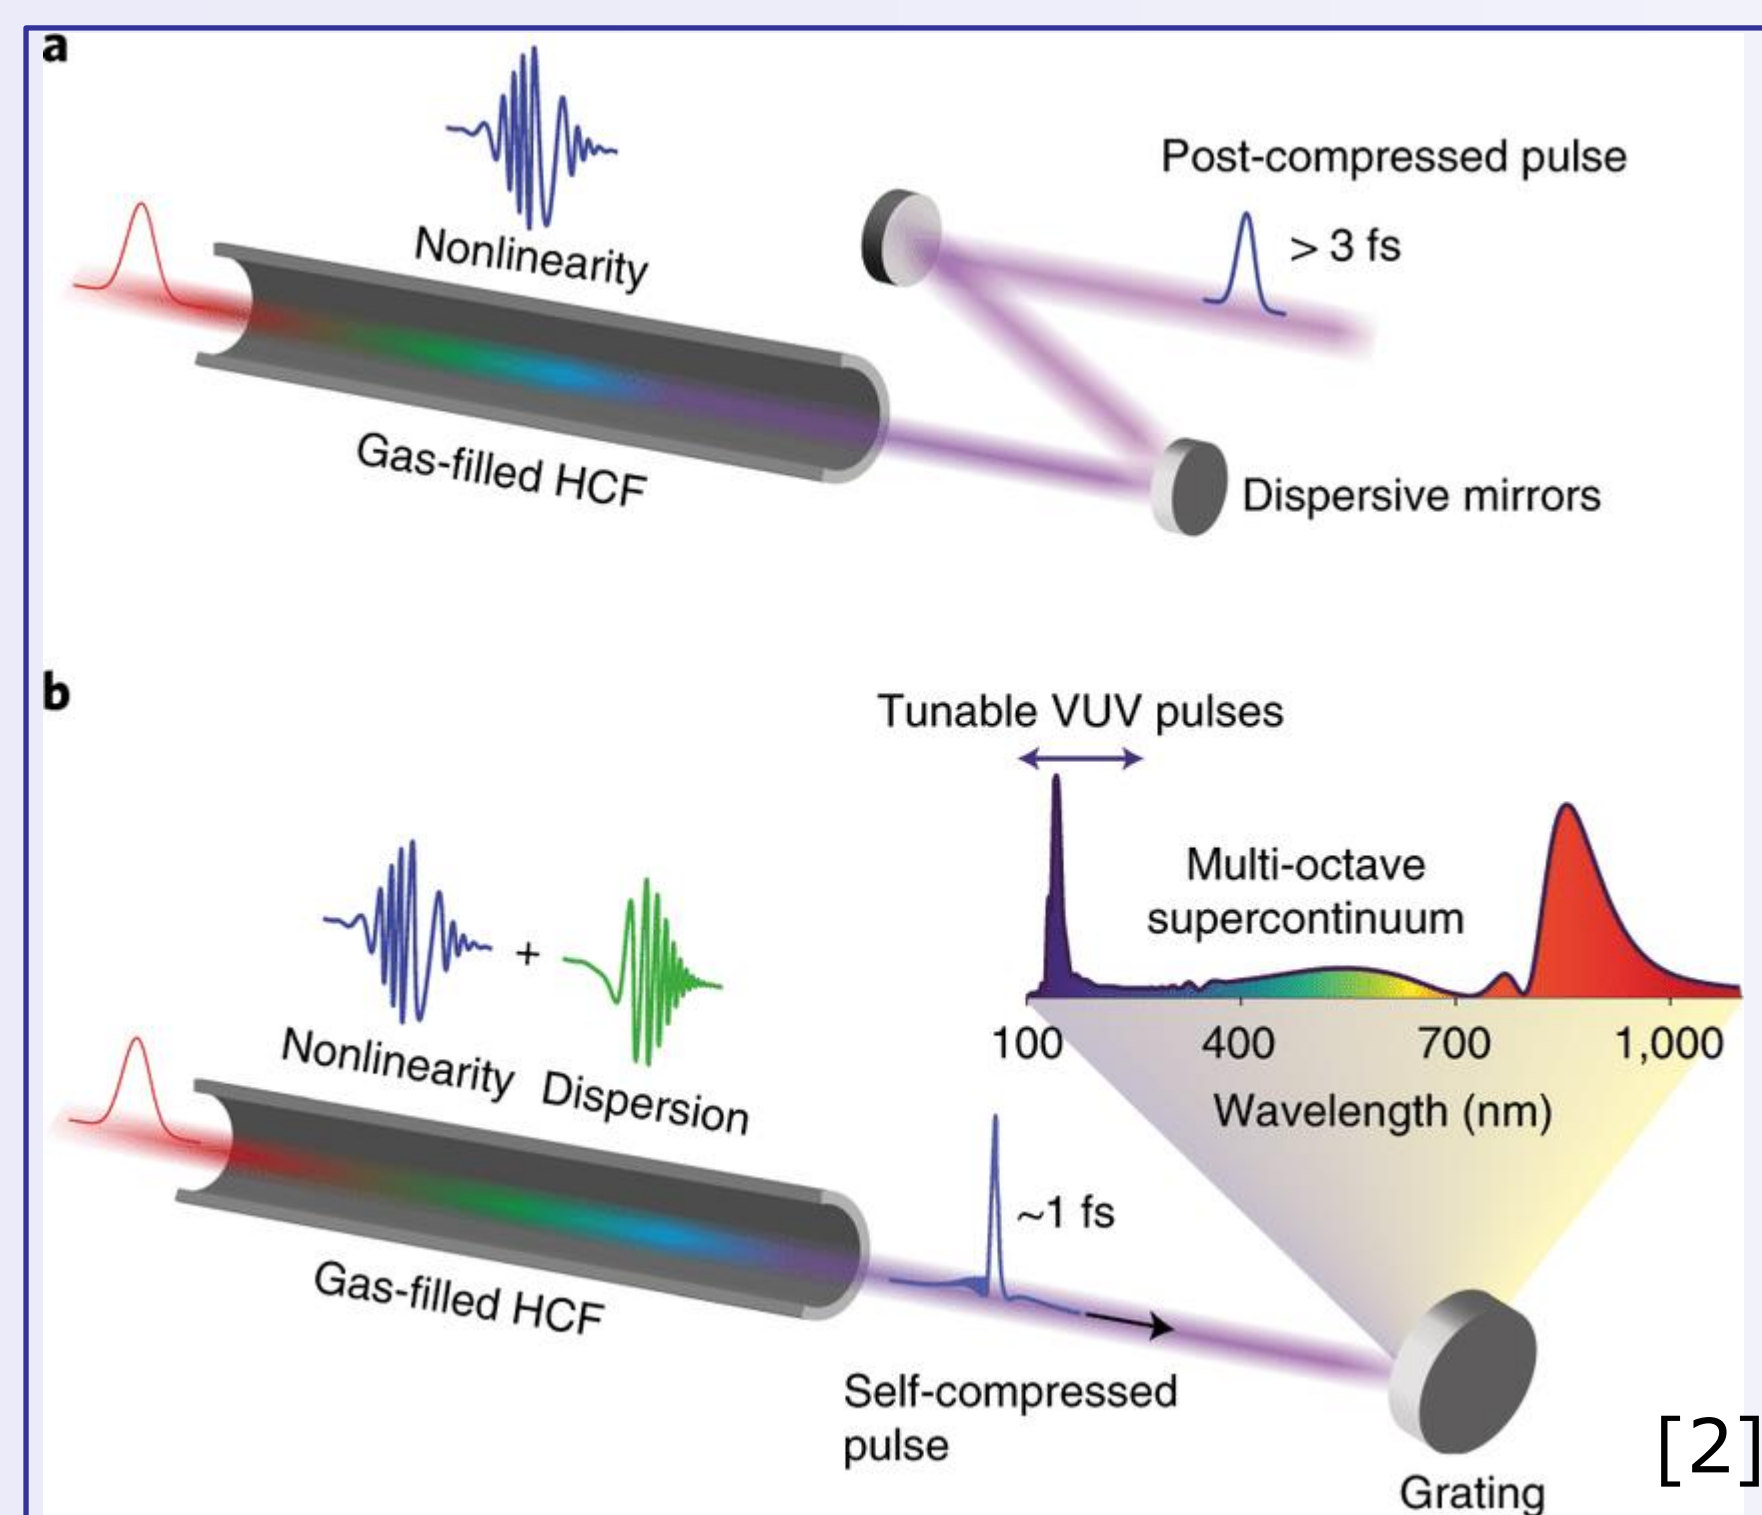 a
Nonlinearity
Gas-filled HCF
Post-compressed pulse
> 3 fs
Dispersive mirrors
b
Tunable VUV pulses
Multi-octave
supercontinuum
100 400 700 1,000
Wavelength (nm)
+
Nonlinearity Dispersion
Gas-filled HCF
~1 fs
Self-compressed
pulse
[2]
Grating